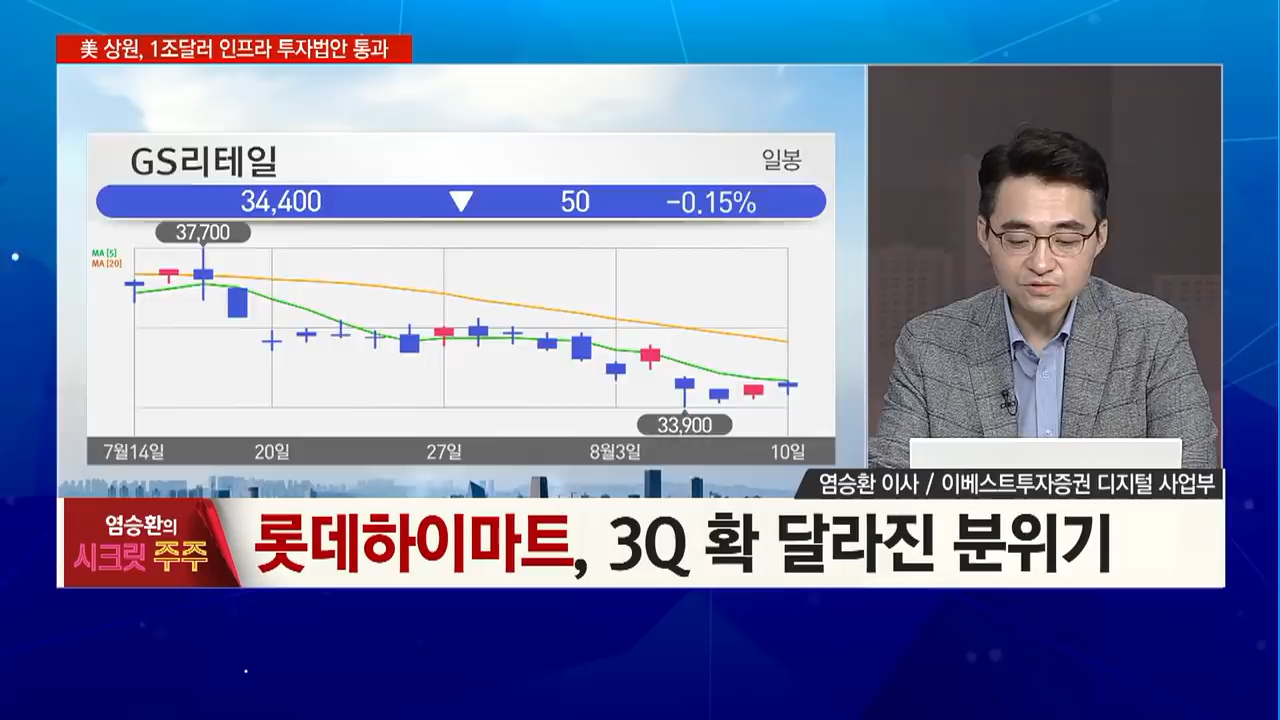 美 상원, 1조달러 인프라 투자법안 통과
GS리테일
일봉
34,400 ▼ 50 -0.15%
37,700
MA [5]
MA [20]
33,900
7월14일 20일 27일 8월3일 10일
염승환 이사 / 이베스트투자증권 디지털 사업부
염승환의
시크릿 주주
롯데하이마트, 3Q 확 달라진 분위기